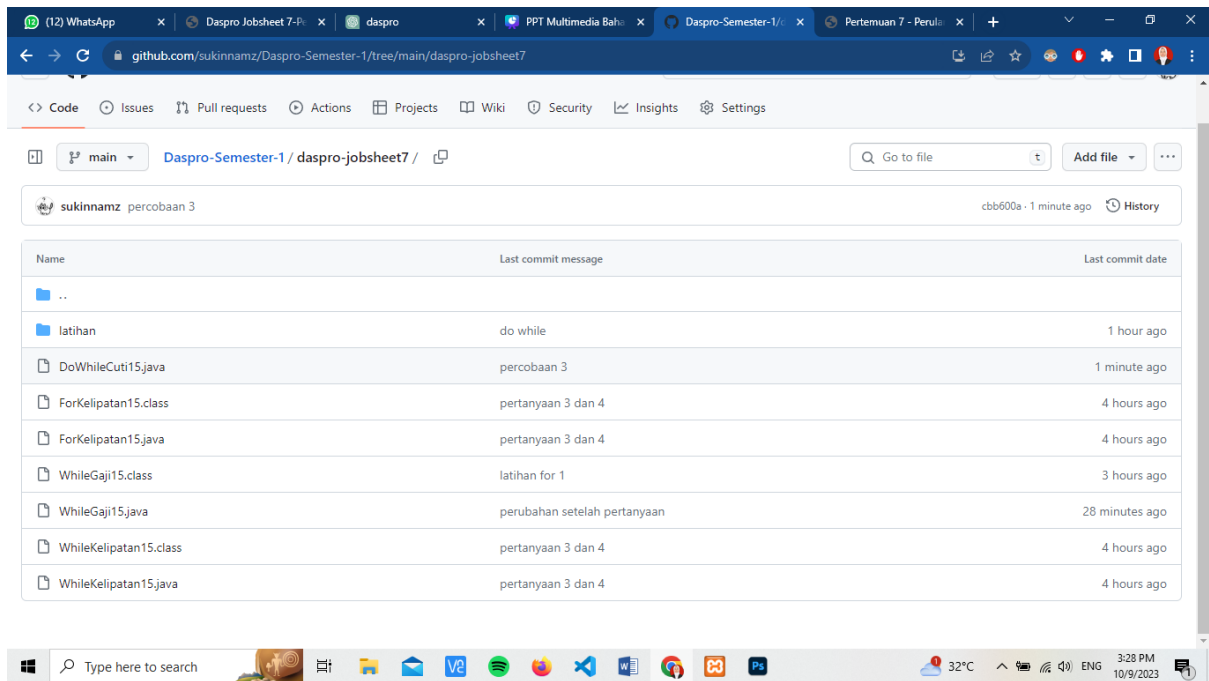 (12) WhatsApp
Daspro Jobsheet 7-Pe
daspro
PPT Multimedia Baha
Daspro-Semester-1/d
Pertemuan 7 - Perula
github.com/sukinnamz/Daspro-Semester-1/tree/main/daspro-jobsheet7
Code Issues Pull requests Actions Projects Wiki Security Insights Settings
main Daspro-Semester-1 / daspro-jobsheet7 / Go to file t Add file
sukinnamz percobaan 3 cbb600a · 1 minute ago History
Name Last commit message Last commit date
..
latihan do while 1 hour ago
DoWhileCuti15.java percobaan 3 1 minute ago
ForKelipatan15.class pertanyaan 3 dan 4 4 hours ago
ForKelipatan15.java pertanyaan 3 dan 4 4 hours ago
WhileGaji15.class latihan for 1 3 hours ago
WhileGaji15.java perubahan setelah pertanyaan 28 minutes ago
WhileKelipatan15.class pertanyaan 3 dan 4 4 hours ago
WhileKelipatan15.java pertanyaan 3 dan 4 4 hours ago
Type here to search
32°C ENG
3:28 PM
10/9/2023